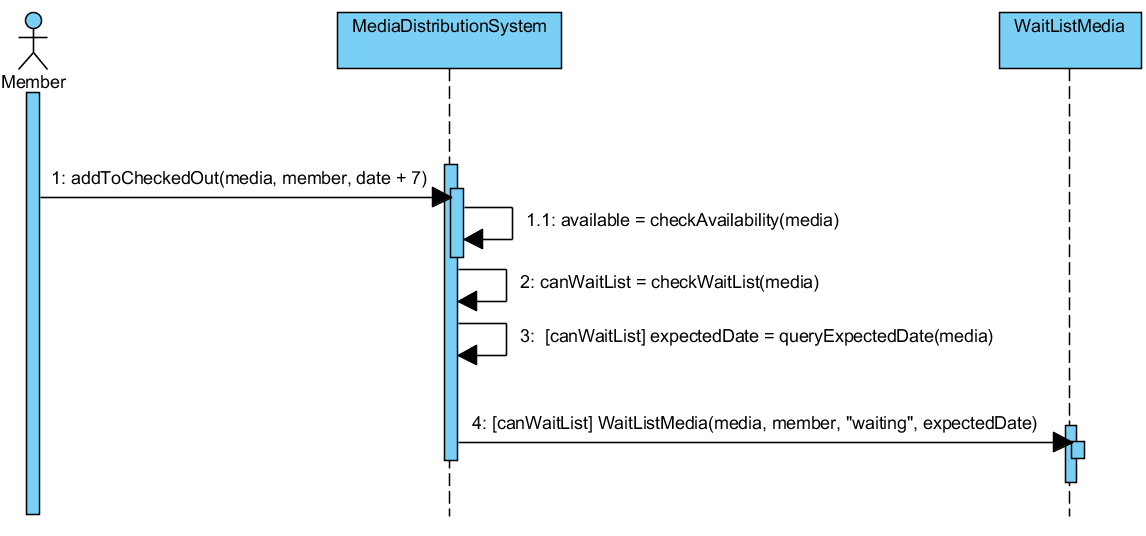 MediaDistributionSystem
WaitListMedia
Member
1: addToCheckedOut(media, member, date + 7)
1.1: available = checkAvailability(media)
2: canWaitList = checkWaitList(media)
3:  [canWaitList] expectedDate = queryExpectedDate(media)
4: [canWaitList] WaitListMedia(media, member, "waiting", expectedDate)